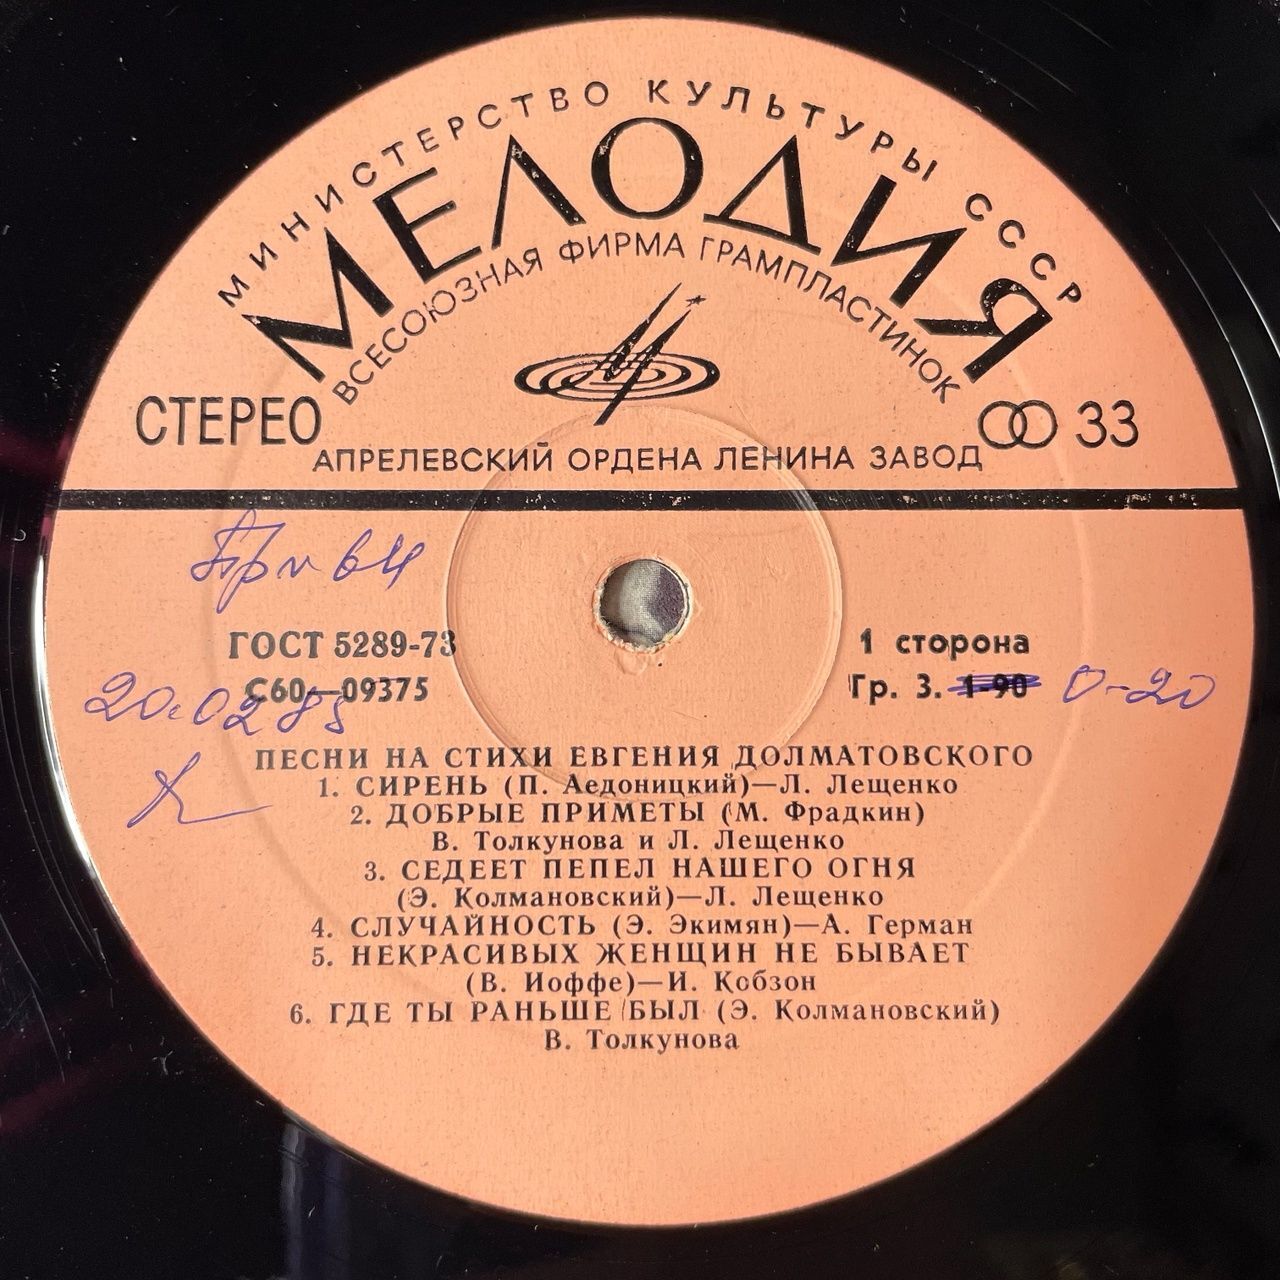 МИНИСТЕРСТВО КУЛЬТУРЫ СССР
МЕЛОДИЯ
ВСЕСОЮЗНАЯ ФИРМА ГРАМПЛАСТИНОК
СТЕРЕО 33
АПРЕЛЕВСКИЙ ОРДЕНА ЛЕНИНА ЗАВОД
ГОСТ 5289-73 1 сторона
С60—09375 Гр. 3. 1-90 0-20
20.02 85
ПЕСНИ НА СТИХИ ЕВГЕНИЯ ДОЛМАТОВСКОГО
1. СИРЕНЬ (П. Аедоницкий)—Л. Лещенко
2. ДОБРЫЕ ПРИМЕТЫ (М. Фрадкин)
В. Толкунова и Л. Лещенко
3. СЕДЕЕТ ПЕПЕЛ НАШЕГО ОГНЯ
(Э. Колмановский)—Л. Лещенко
4. СЛУЧАЙНОСТЬ (Э. Экимян)—А. Герман
5. НЕКРАСИВЫХ ЖЕНЩИН НЕ БЫВАЕТ
(В. Иоффе)—И. Кобзон
6. ГДЕ ТЫ РАНЬШЕ БЫЛ (Э. Колмановский)
В. Толкунова